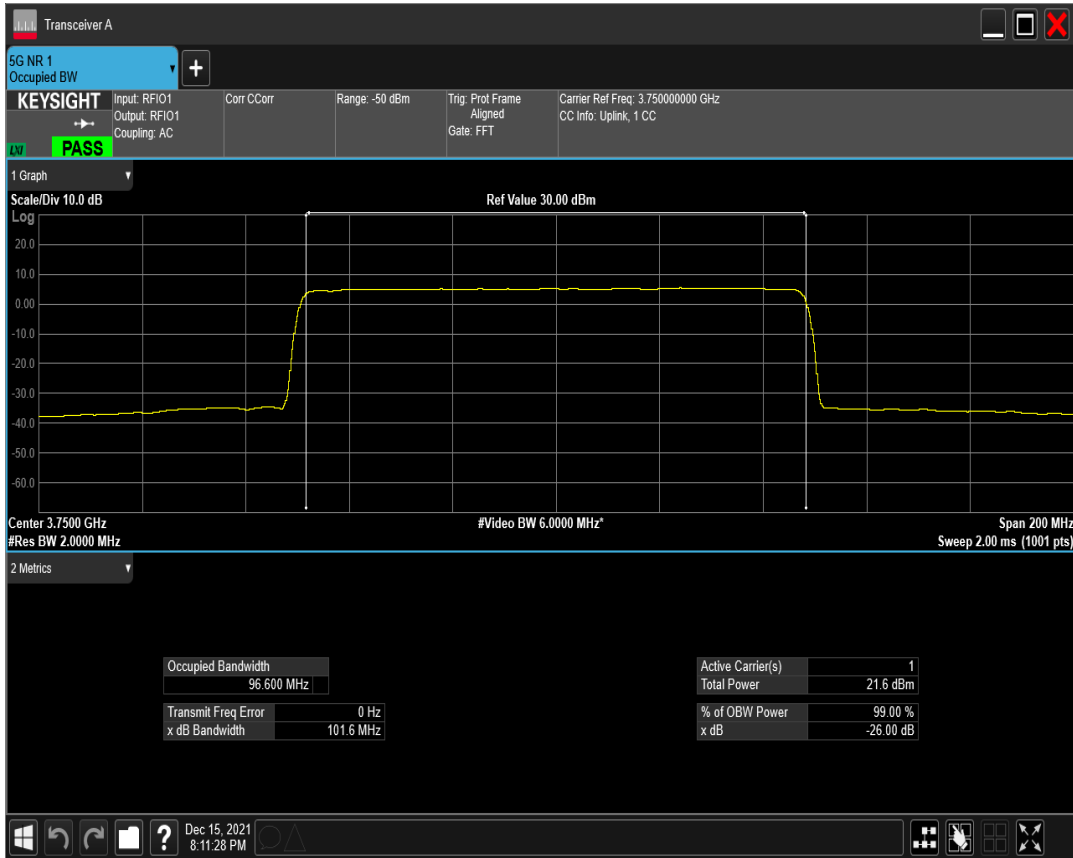 Transceiver A
5G NR 1
Occupied BW
KEYSIGHT
LXI
PASS
Input: RFIO1
Output: RFIO1
Coupling: AC
Corr CCorr
Range: -50 dBm
Trig: Prot Frame
Aligned
Gate: FFT
Carrier Ref Freq: 3.750000000 GHz
CC Info: Uplink, 1 CC
1 Graph
Scale/Div 10.0 dB
Ref Value 30.00 dBm
Log
20.0
10.0
0.00
-10.0
-20.0
-30.0
-40.0
-50.0
-60.0
Center 3.7500 GHz
#Video BW 6.0000 MHz*
Span 200 MHz
#Res BW 2.0000 MHz
Sweep 2.00 ms (1001 pts)
2 Metrics
Occupied Bandwidth
96.600 MHz
Transmit Freq Error 0 Hz
x dB Bandwidth 101.6 MHz
Active Carrier(s) 1
Total Power 21.6 dBm
% of OBW Power 99.00 %
x dB -26.00 dB
?
Dec 15, 2021
8:11:28 PM